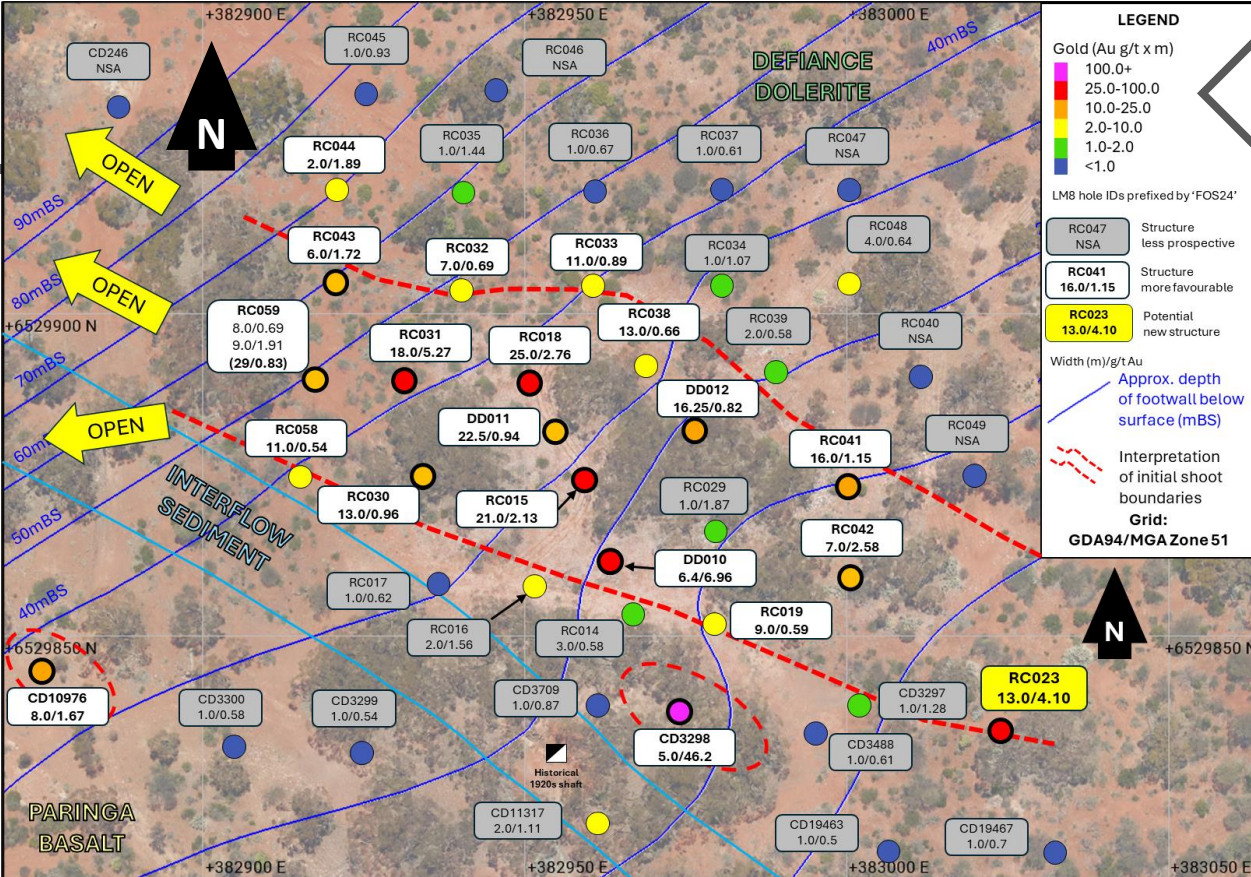 +382900 E
+382950 E
+383000 E
CD246
NSA
RC045
1.0/0.93
RC046
NSA
DEFIANCE
DOLERITE
40mBS
N
OPEN
RC044
2.0/1.89
RC035
1.0/1.44
RC036
1.0/0.67
RC037
1.0/0.61
RC047
NSA
90mBS
RC043
6.0/1.72
RC032
7.0/0.69
RC033
11.0/0.89
RC034
1.0/1.07
RC048
4.0/0.64
OPEN
80mBS
+6529900 N
RC059
8.0/0.69
9.0/1.91
(29/0.83)
RC031
18.0/5.27
RC018
25.0/2.76
RC038
13.0/0.66
RC039
2.0/0.58
RC040
NSA
70mBS
OPEN
RC058
11.0/0.54
DD011
22.5/0.94
DD012
16.25/0.82
RC041
16.0/1.15
RC049
NSA
60m
INTERFLOW
SEDIMENT
RC030
13.0/0.96
RC015
21.0/2.13
RC029
1.0/1.87
RC042
7.0/2.58
50mBS
RC017
1.0/0.62
DD010
6.4/6.96
40mBS
RC016
2.0/1.56
RC014
3.0/0.58
RC019
9.0/0.59
N
+6529850 N
+6529850 N
CD10976
8.0/1.67
CD3300
1.0/0.58
CD3299
1.0/0.54
CD3709
1.0/0.87
CD3298
5.0/46.2
CD3297
1.0/1.28
RC023
13.0/4.10
CD3488
1.0/0.61
Historical
1920s shaft
PARINGA
BASALT
CD11317
2.0/1.11
CD19463
1.0/0.5
CD19467
1.0/0.7
+382900 E
+382950 E
+383000 E
+383050 E
LEGEND
Gold (Au g/t x m)
100.0+
25.0-100.0
10.0-25.0
2.0-10.0
1.0-2.0
<1.0
LM8 hole IDs prefixed by ‘FOS24’
RC047
NSA
Structure
less prospective
RC041
16.0/1.15
Structure
more favourable
RC023
13.0/4.10
Potential
new structure
Width (m)/g/t Au
Approx. depth
of footwall below
surface (mBS)
Interpretation
of initial shoot
boundaries
Grid:
GDA94/MGA Zone 51